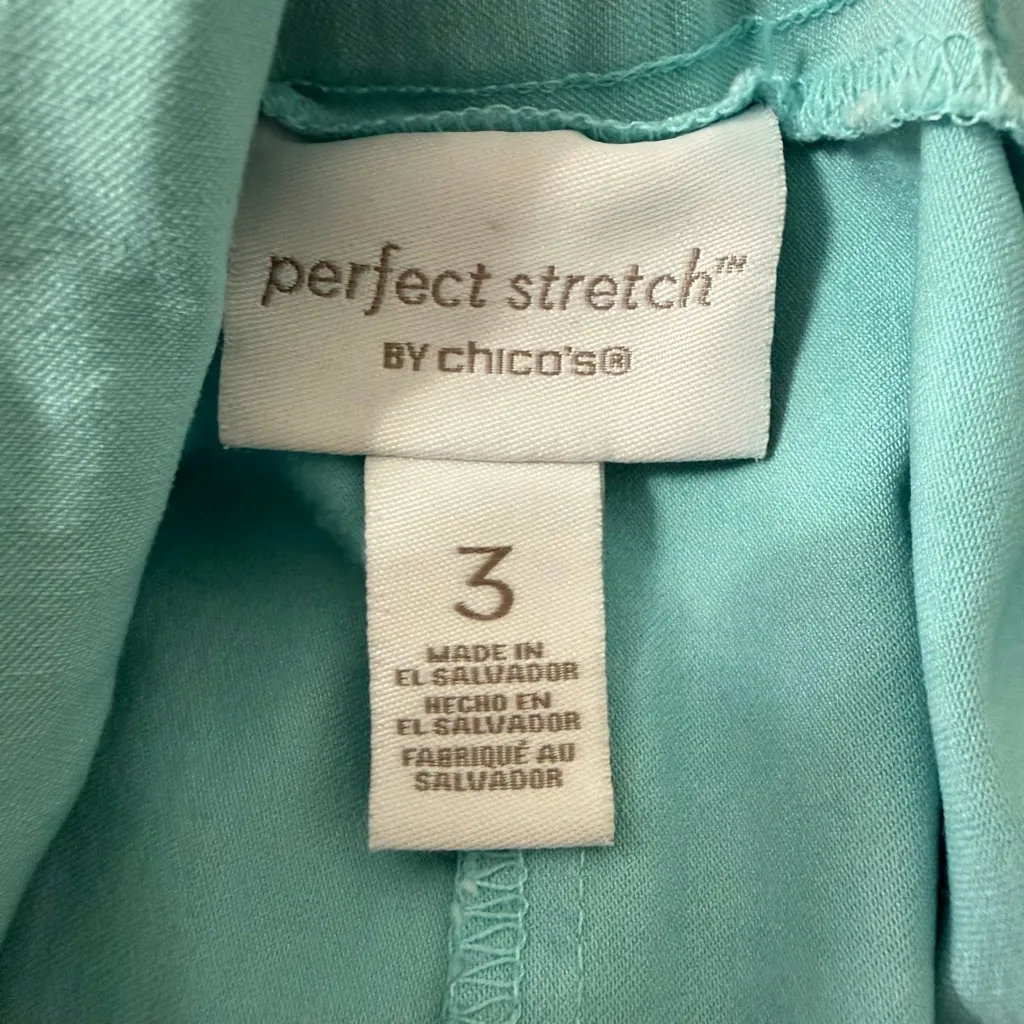 perfect stretch™
BY chico's®
3
MADE IN
EL SALVADOR
HECHO EN
EL SALVADOR
FABRIQUÉ AU
SALVADOR